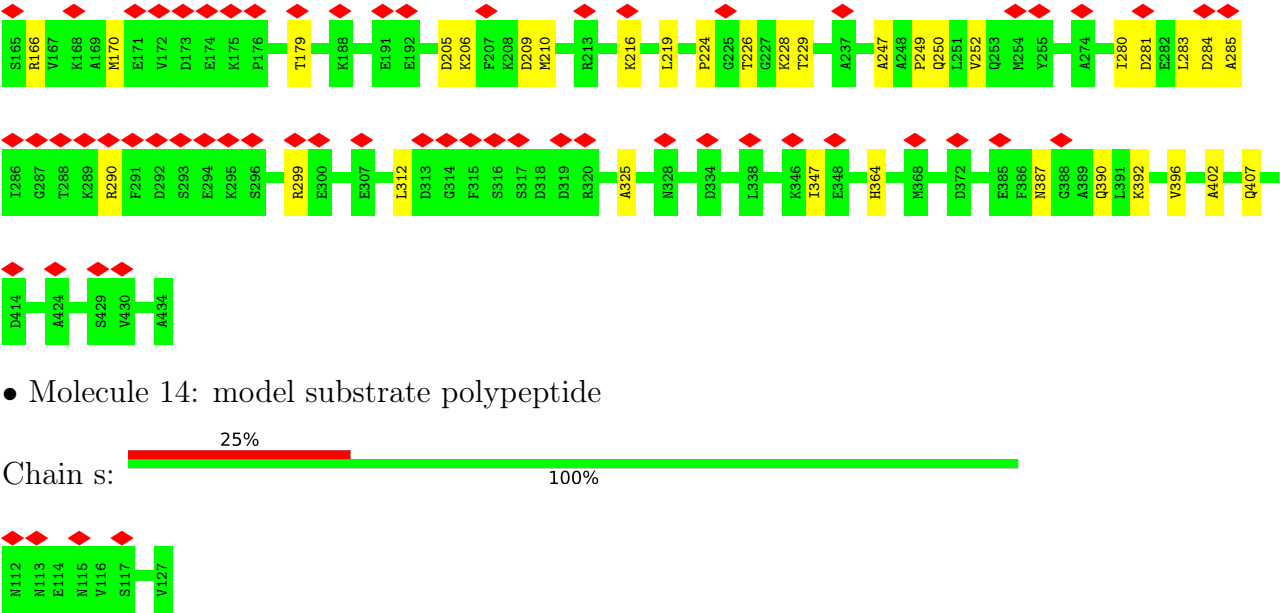 S165 R166 V167 K168 A169 M170 E171 V172 D173 E174 K175 P176 T179 K188 E191 E192 D205 K206 F207 K208 D209 M210 R213 K216 L219 P224 G225 T226 G227 K228 T229 A237 A247 A248 P249 Q250 L251 V252 Q253 M254 Y255 A274 I280 D281 E282 L283 D284 A285
I286 G287 T288 K289 R290 F291 D292 S293 E294 K295 S296 R299 E300 E307 L312 D313 G314 F315 S316 S317 D318 D319 R320 A325 N328 D334 L338 K346 I347 E348 H364 M368 D372 E385 F386 N387 G388 A389 Q390 L391 K392 V396 A402 Q407
D414 A424 S429 V430 A434
• Molecule 14: model substrate polypeptide
25%
Chain s:
100%
N112 N113 E114 N115 V116 S117 V127